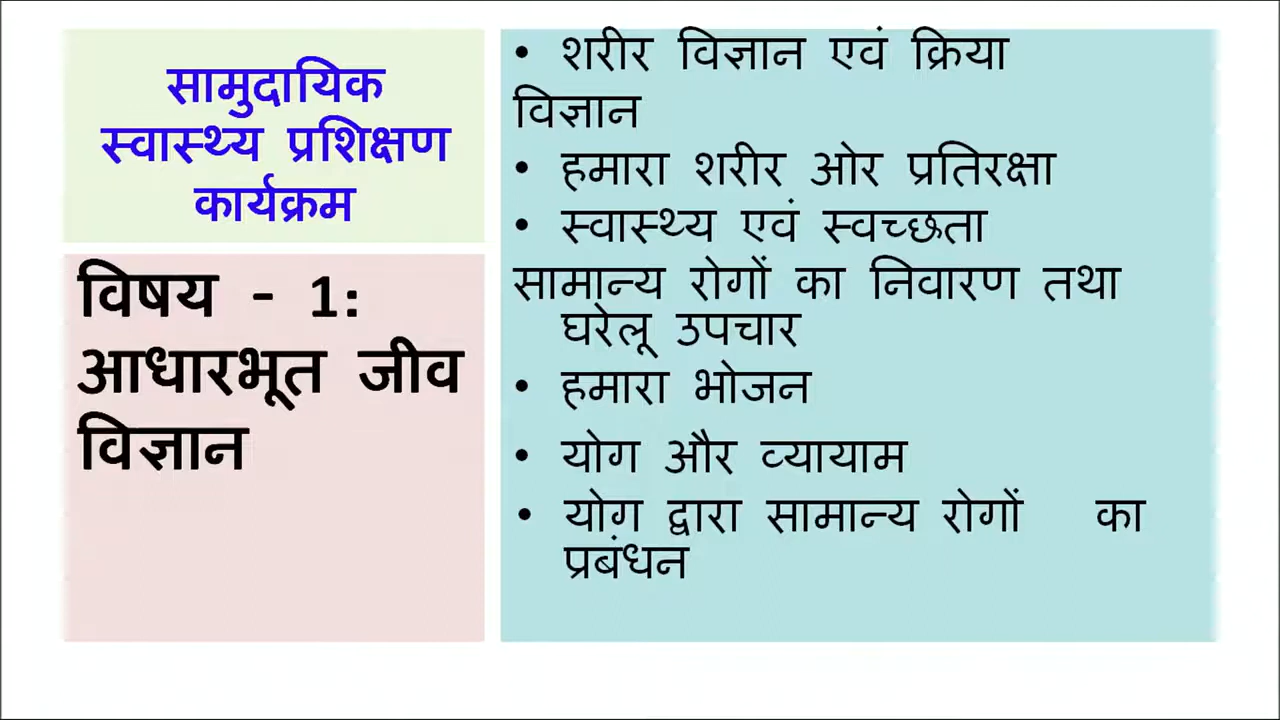 सामुदायिक
स्वास्थ्य प्रशिक्षण
कार्यक्रम
विषय - 1:
आधारभूत जीव
विज्ञान
• शरीर विज्ञान एवं क्रिया
विज्ञान
• हमारा शरीर ओर प्रतिरक्षा
• स्वास्थ्य एवं स्वच्छता
सामान्य रोगों का निवारण तथा
घरेलू उपचार
• हमारा भोजन
• योग और व्यायाम
• योग द्वारा सामान्य रोगों का
प्रबंधन